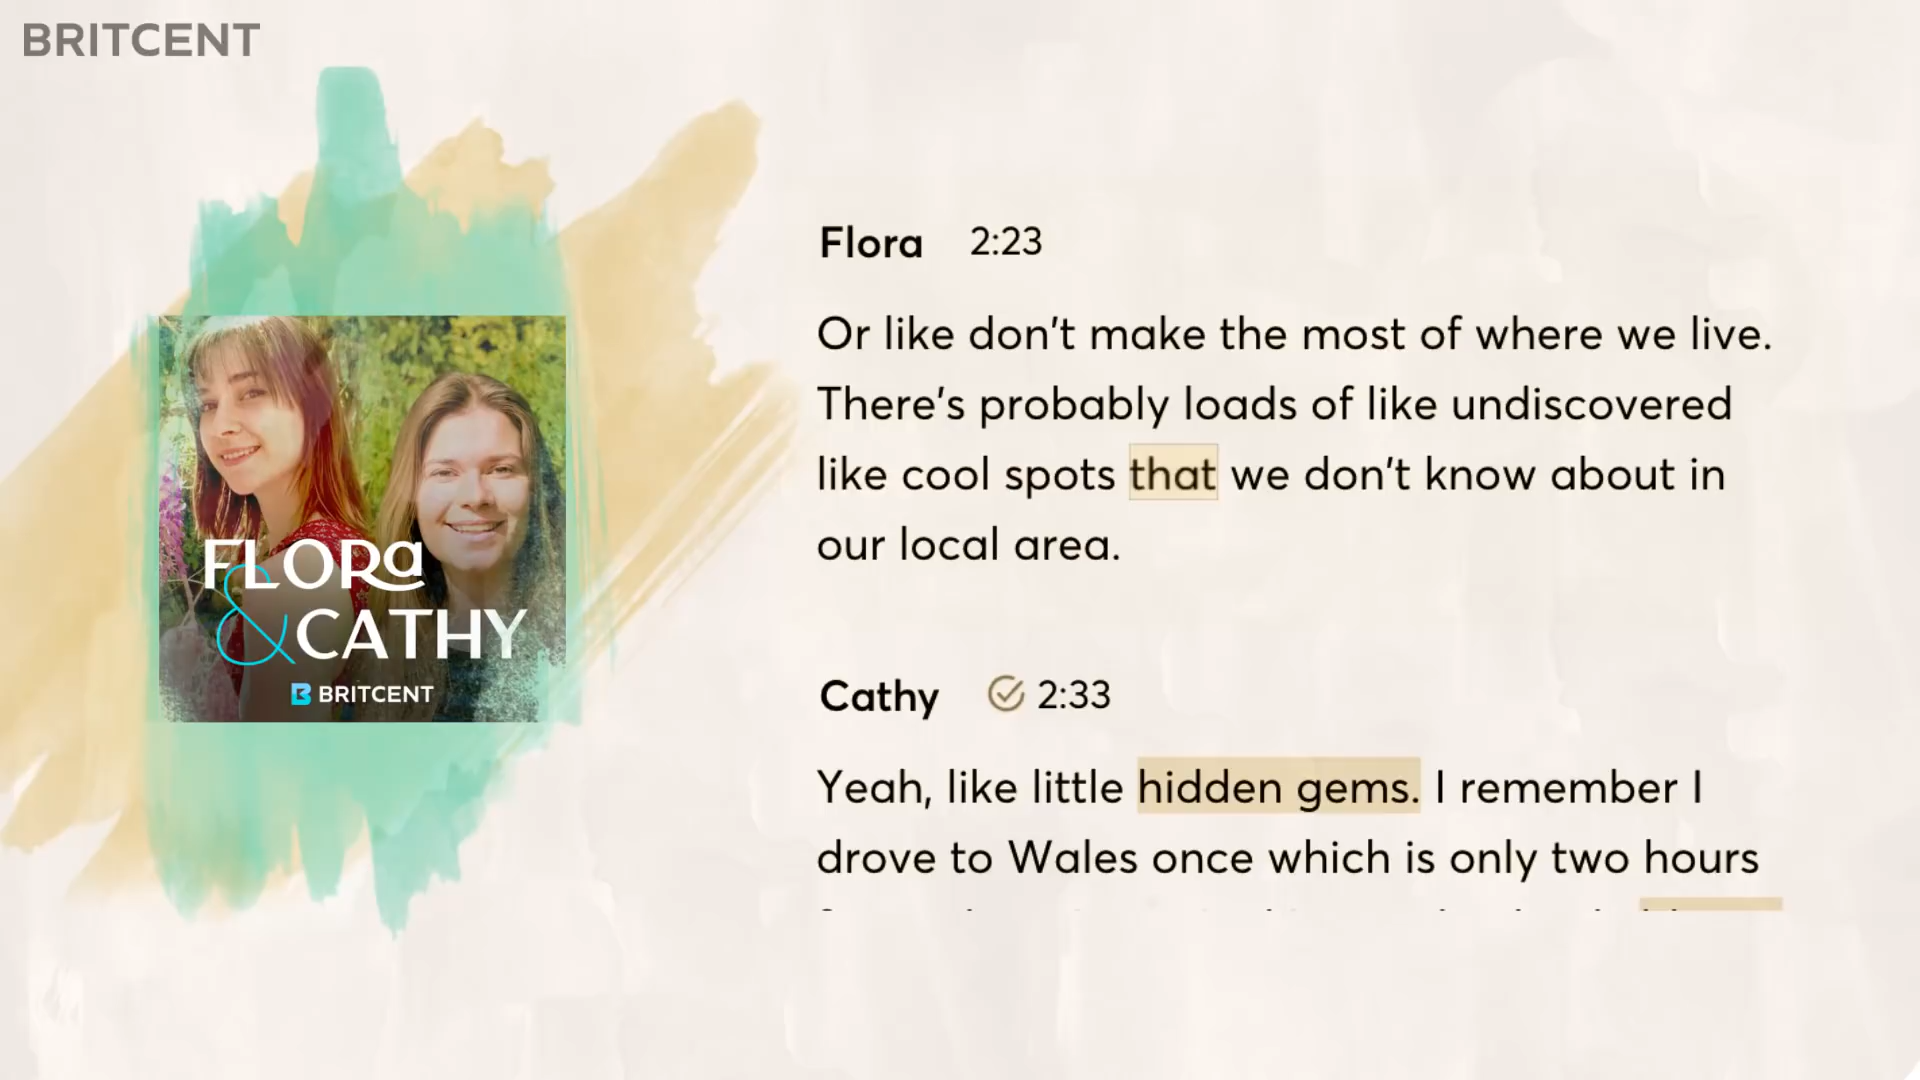 BRITCENT
FLORA
& CATHY
BRITCENT
Flora 2:23
Or like don't make the most of where we live.
There's probably loads of like undiscovered
like cool spots that we don't know about in
our local area.
Cathy 2:33
Yeah, like little hidden gems. I remember I
drove to Wales once which is only two hours